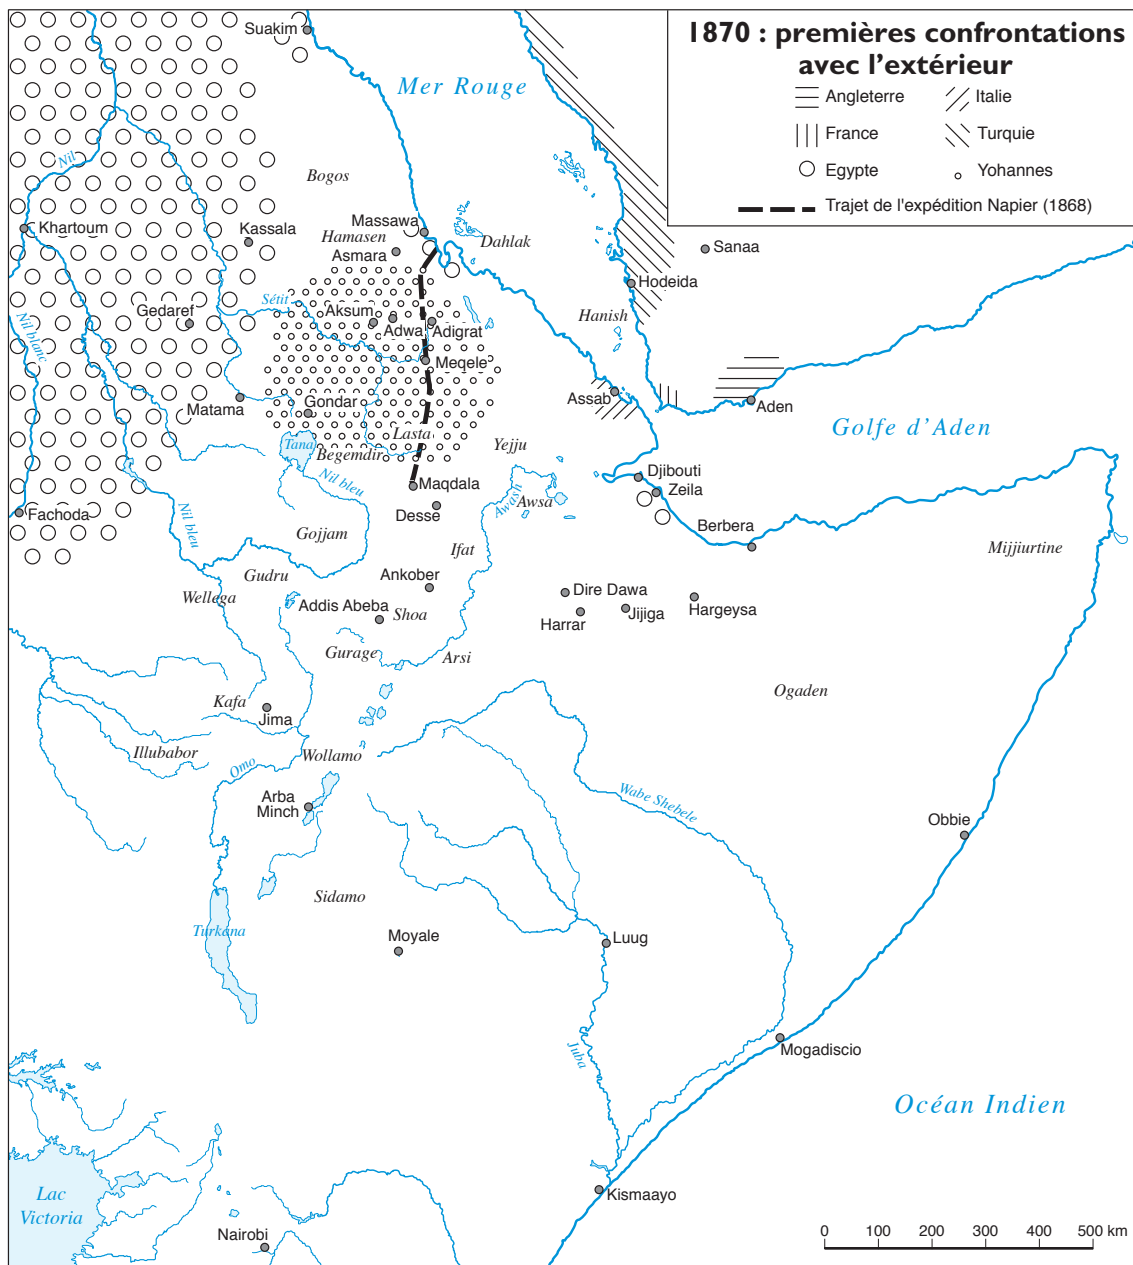 1870 : premières confrontations
avec l'extérieur
Angleterre
Italie
France
Turquie
Egypte
Yohannes
Trajet de l'expédition Napier (1868)
Suakim
Mer Rouge
Nil
Bogos
Khartoum
Kassala
Massawa
Hamasen
Asmara
Dahlak
Sanaa
Hodeida
Sétit
Gedaref
Aksum
Adwa
Adigrat
Hanish
Nil blanc
Meqele
Matama
Gondar
Assab
Aden
Golfe d'Aden
Tana
Lasta
Begemdir
Yejju
Nil bleu
Maqdala
Djibouti
Zeila
Awash
Awsa
Fachoda
Nil bleu
Desse
Gojjam
Berbera
Mijjiurtine
Ifat
Gudru
Ankober
Wellega
Dire Dawa
Addis Abeba
Shoa
Harrar
Jijiga
Hargeysa
Gurage
Arsi
Ogaden
Kafa
Jima
Illubabor
Wollamo
Omo
Wabe Shebele
Arba
Minch
Obbie
Sidamo
Turkana
Moyale
Luug
Juba
Mogadiscio
Océan Indien
Kismaayo
Lac
Victoria
Nairobi
0 100 200 300 400 500 km